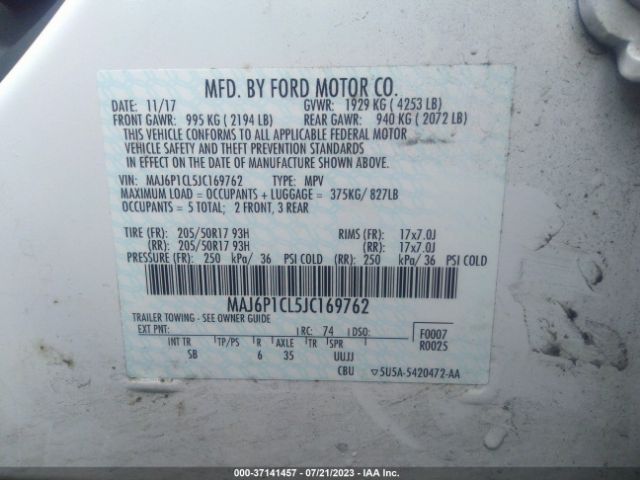 MFD. BY FORD MOTOR CO.
DATE: 11/17 GVWR: 1929 KG ( 4253 LB)
FRONT GAWR: 995 KG ( 2194 LB) REAR GAWR: 940 KG ( 2072 LB)
THIS VEHICLE CONFORMS TO ALL APPLICABLE FEDERAL MOTOR
VEHICLE SAFETY AND THEFT PREVENTION STANDARDS
IN EFFECT ON THE DATE OF MANUFACTURE SHOWN ABOVE.
VIN: MAJ6P1CL5JC169762 TYPE: MPV
MAXIMUM LOAD = OCCUPANTS + LUGGAGE = 375KG/ 827LB
OCCUPANTS = 5 TOTAL; 2 FRONT, 3 REAR
TIRE (FR): 205/50R17 93H RIMS (FR): 17x7.0J
(RR): 205/50R17 93H (RR): 17x7.0J
PRESSURE (FR): 250 kPa/ 36 PSI COLD (RR): 250 kPa/ 36 PSI COLD
MAJ6P1CL5JC169762
TRAILER TOWING - SEE OWNER GUIDE
EXT PNT: RC: 74 DSO: F0007
R0025
INT TR TP/PS R AXLE TR SPR
SB 6 35 UUJJ
CBU ▽5U5A-5420472-AA
000-37141457 - 07/21/2023 - IAA Inc.